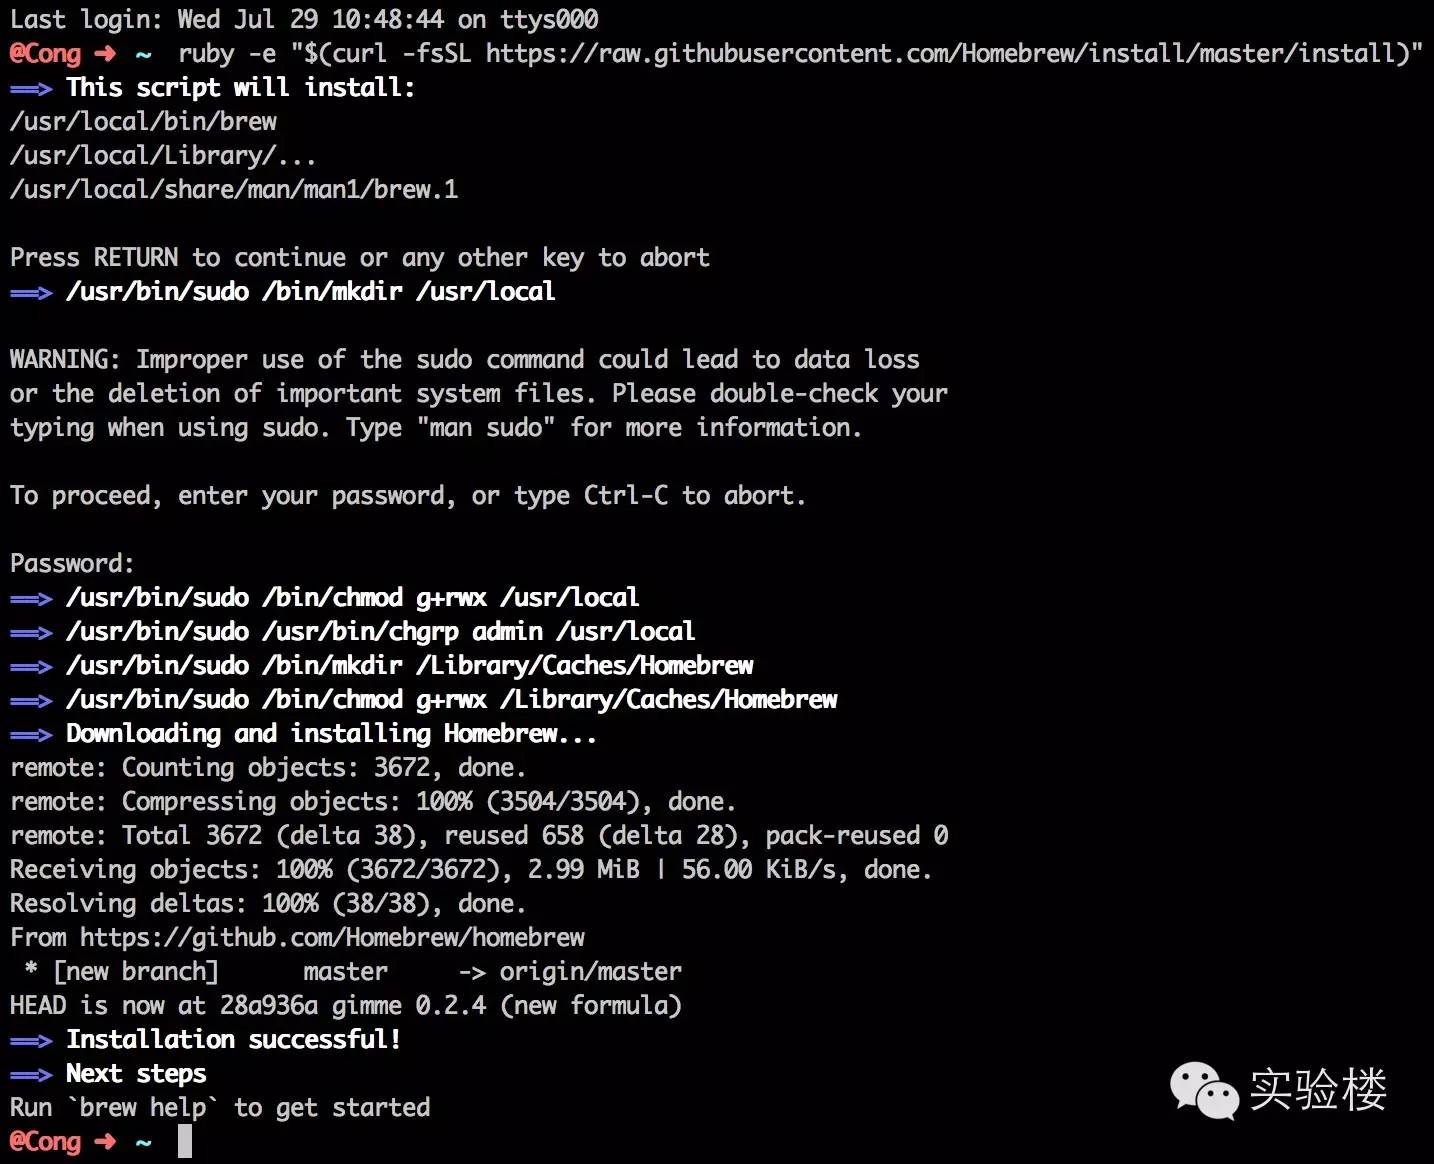 Last login: Wed Jul 29 10:48:44 on ttys000
@Cong ➜ ~ ruby -e "$(curl -fsSL https://raw.githubusercontent.com/Homebrew/install/master/install)"
==> This script will install:
/usr/local/bin/brew
/usr/local/Library/...
/usr/local/share/man/man1/brew.1
Press RETURN to continue or any other key to abort
==> /usr/bin/sudo /bin/mkdir /usr/local
WARNING: Improper use of the sudo command could lead to data loss
or the deletion of important system files. Please double-check your
typing when using sudo. Type "man sudo" for more information.
To proceed, enter your password, or type Ctrl-C to abort.
Password:
==> /usr/bin/sudo /bin/chmod g+rwx /usr/local
==> /usr/bin/sudo /usr/bin/chgrp admin /usr/local
==> /usr/bin/sudo /bin/mkdir /Library/Caches/Homebrew
==> /usr/bin/sudo /bin/chmod g+rwx /Library/Caches/Homebrew
==> Downloading and installing Homebrew...
remote: Counting objects: 3672, done.
remote: Compressing objects: 100% (3504/3504), done.
remote: Total 3672 (delta 38), reused 658 (delta 28), pack-reused 0
Receiving objects: 100% (3672/3672), 2.99 MiB | 56.00 KiB/s, done.
Resolving deltas: 100% (38/38), done.
From https://github.com/Homebrew/homebrew
 * [new branch]      master     -> origin/master
HEAD is now at 28a936a gimme 0.2.4 (new formula)
==> Installation successful!
==> Next steps
Run `brew help` to get started
@Cong ➜ ~
实验楼